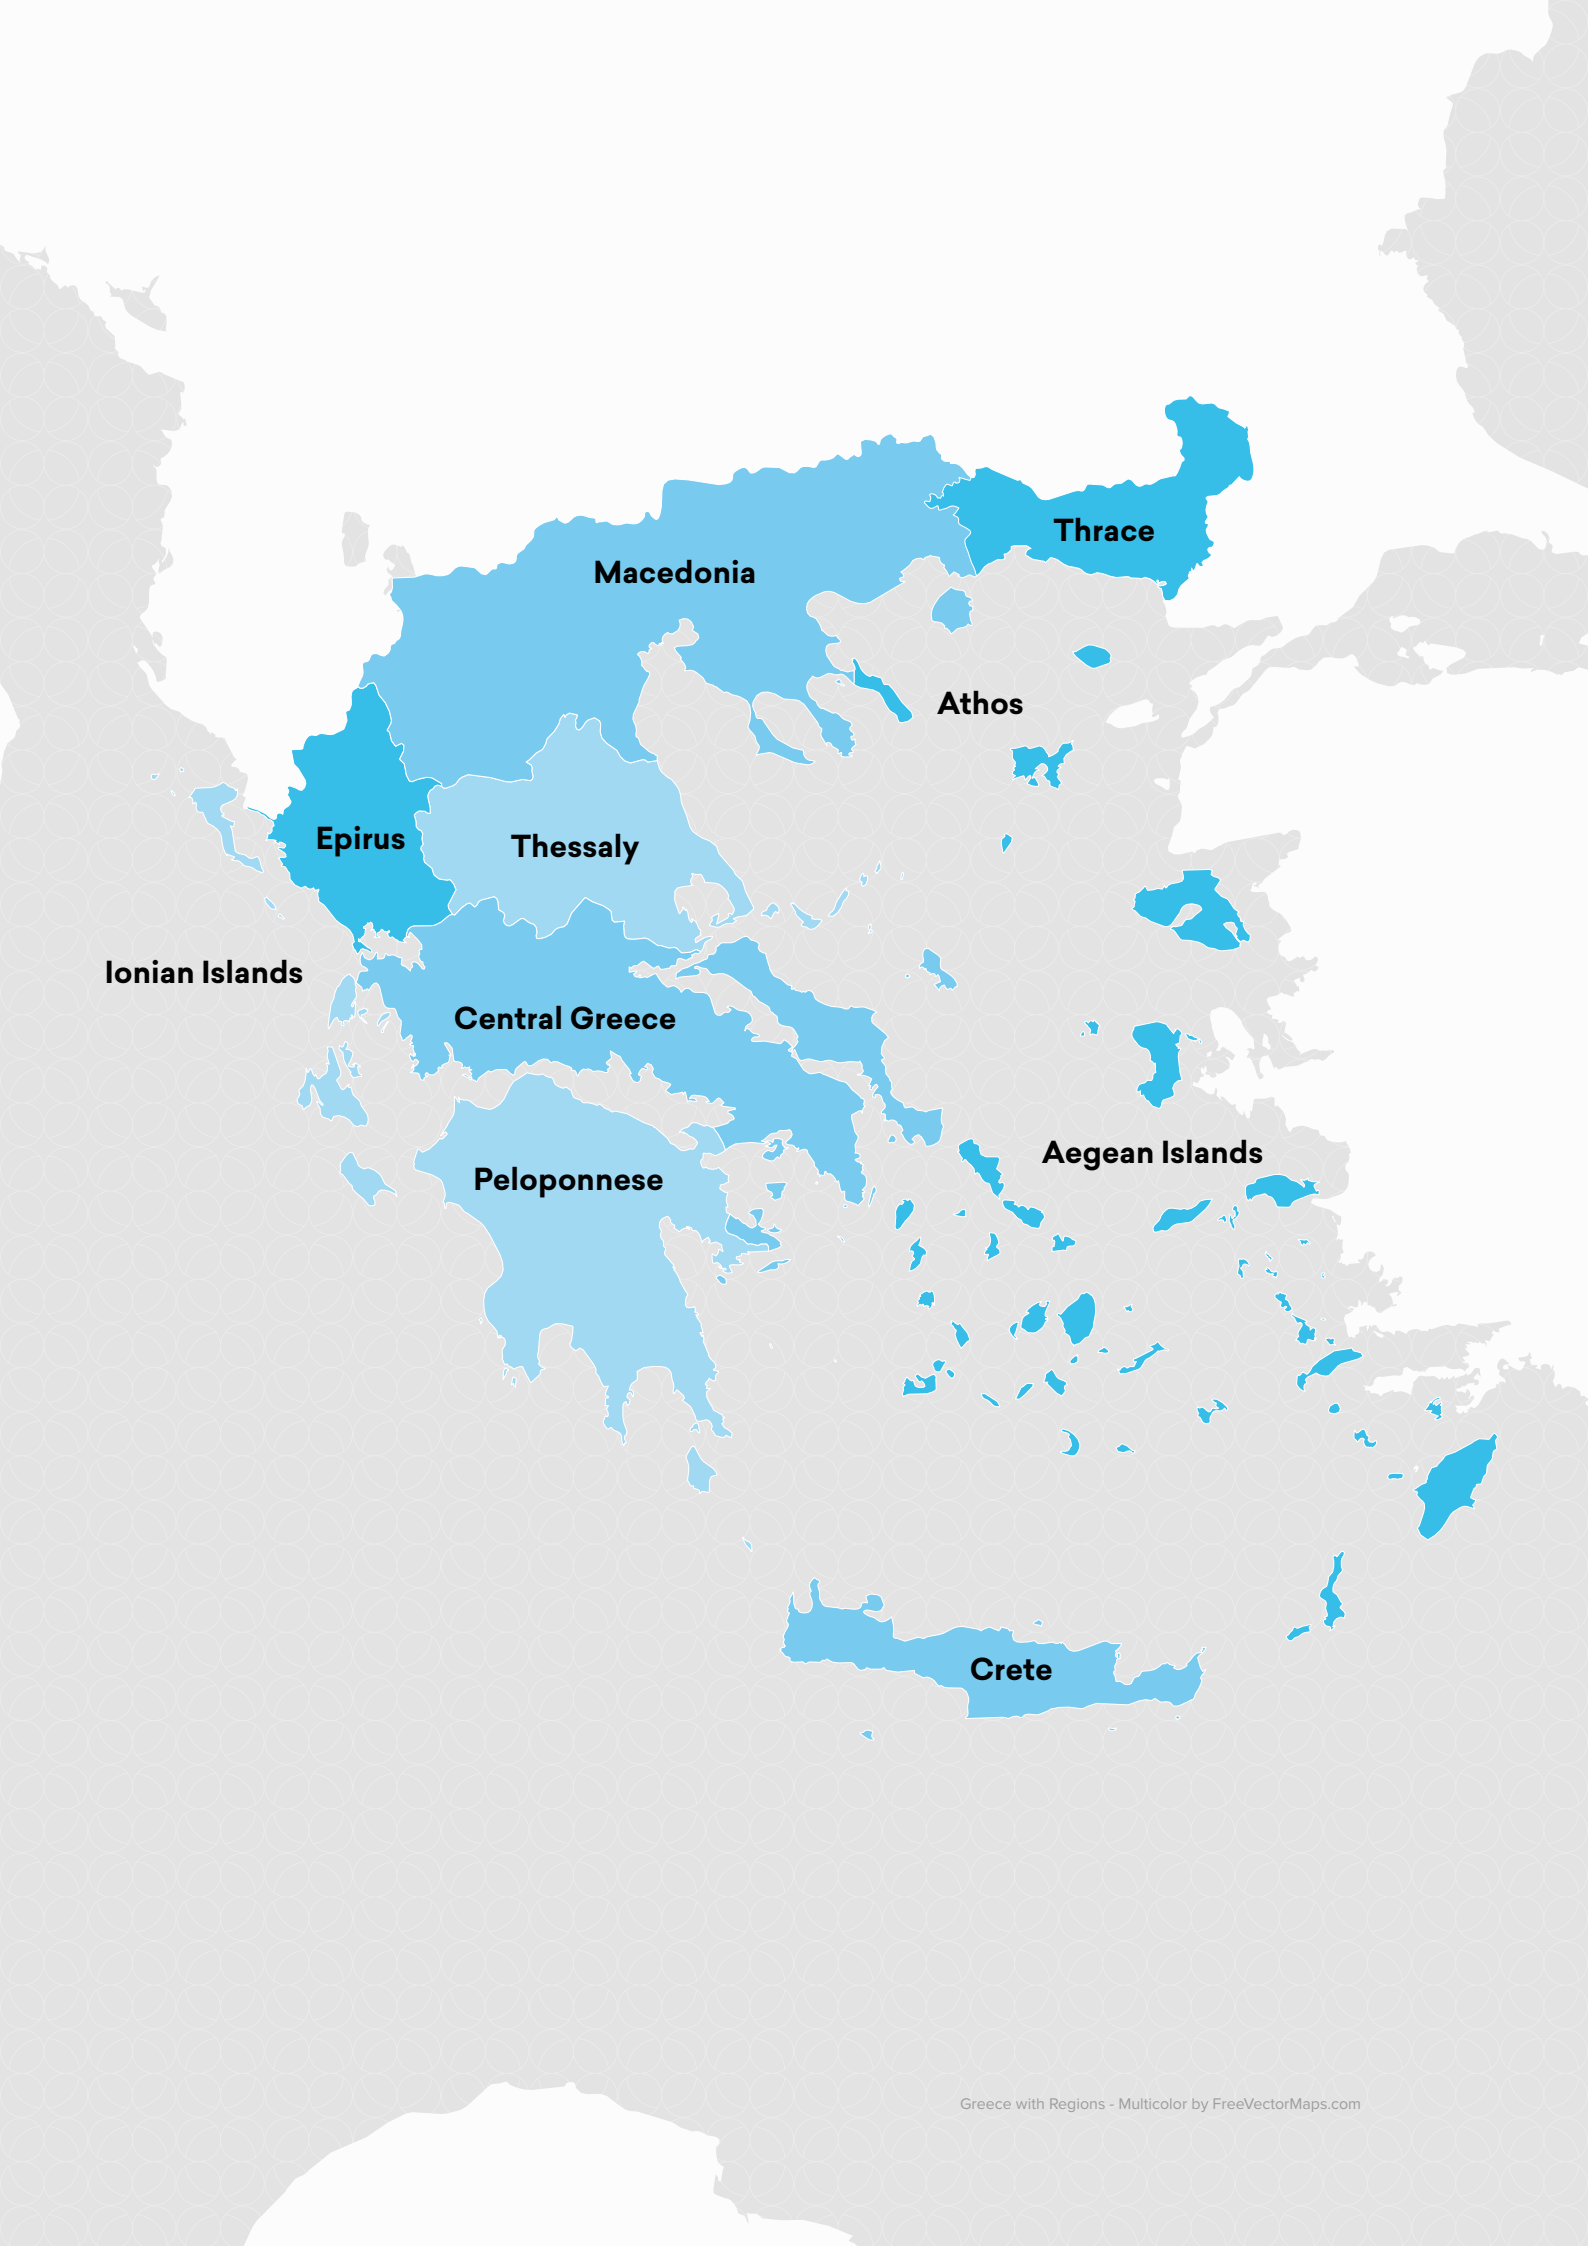 Thrace
Macedonia
Athos
Epirus
Thessaly
Ionian Islands
Central Greece
Aegean Islands
Peloponnese
Crete
Greece with Regions - Multicolor by FreeVectorMaps.com